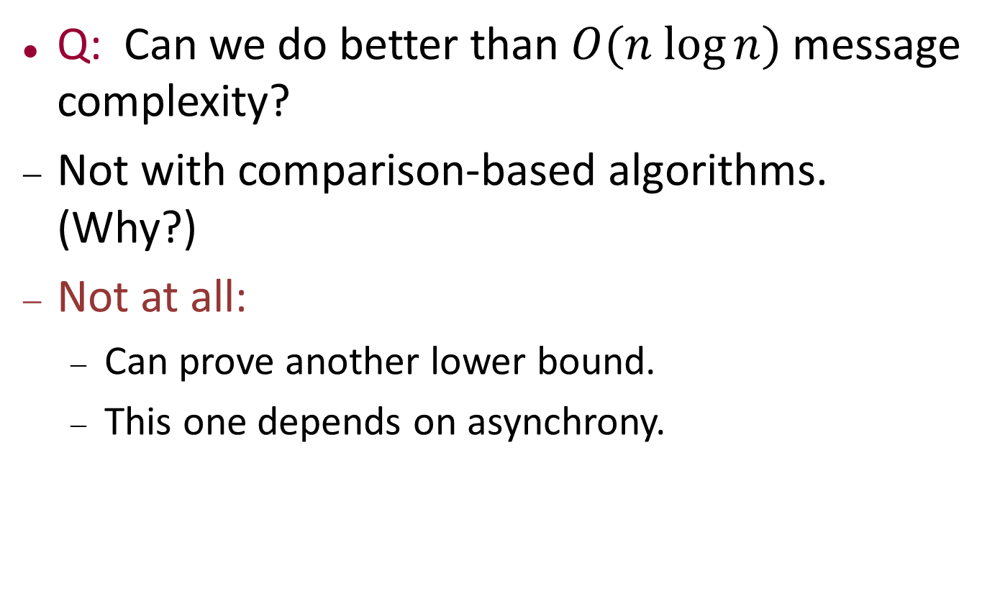 • Q: Can we do better than O(n log n) message
complexity?
– Not with comparison-based algorithms.
(Why?)
– Not at all:
– Can prove another lower bound.
– This one depends on asynchrony.